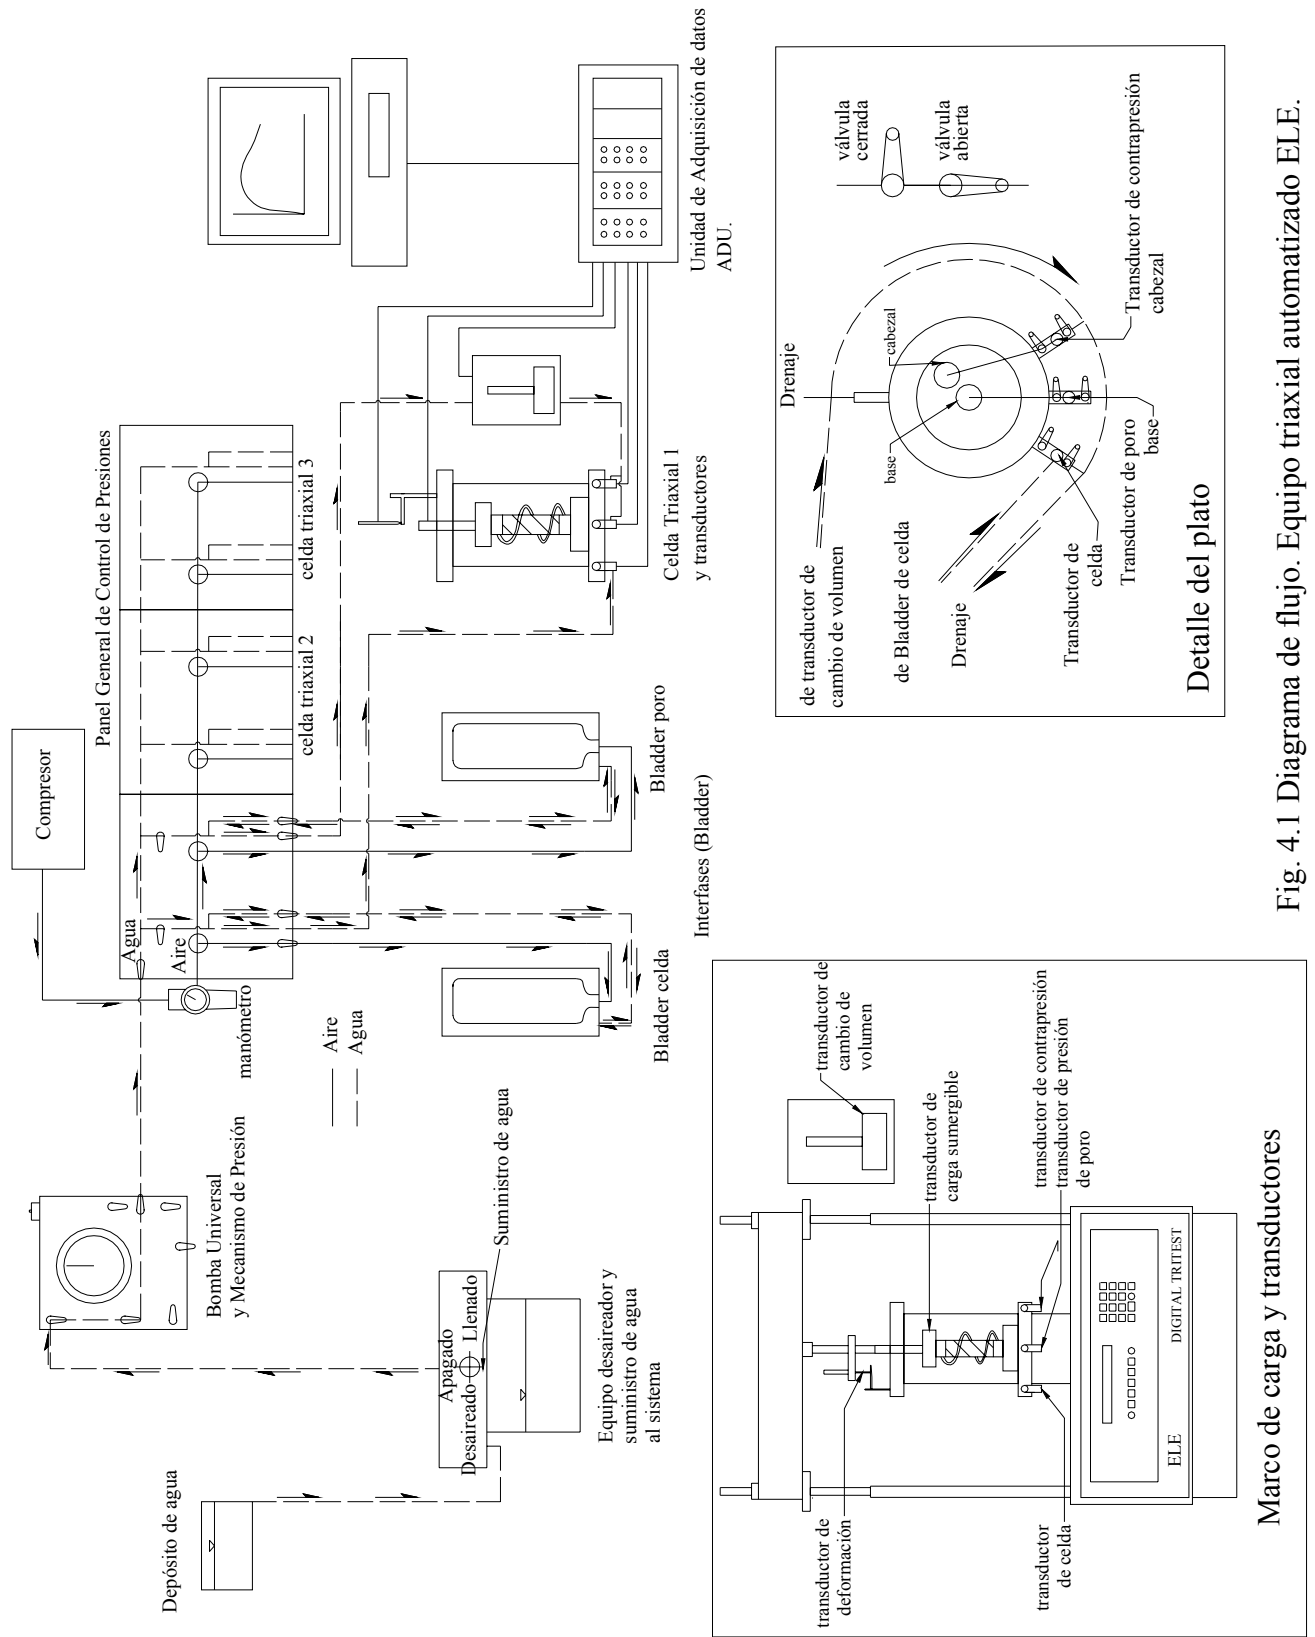 Depósito de agua
Apagado
Desaireado
Llenado
Suministro de agua
Equipo desaireador y
suministro de agua
al sistema
Bomba Universal
y Mecanismo de Presión
Compresor
manómetro
Aire
Agua
Panel General de Control de Presiones
Agua
Aire
celda triaxial 2
celda triaxial 3
Bladder celda
Bladder poro
Interfases (Bladder)
Celda Triaxial 1
y transductores
Unidad de Adquisición de datos
ADU.
transductor de
deformación
transductor de
carga sumergible
transductor de
cambio de
volumen
transductor
de celda
transductor de contrapresión
transductor de presión
de poro
ELE
DIGITAL TRITEST
Marco de carga y transductores
de transductor de
cambio de volumen
Drenaje
base
cabezal
válvula
cerrada
válvula
abierta
de Bladder de celda
Drenaje
Transductor de
celda
Transductor de poro
base
Transductor de contrapresión
cabezal
Detalle del plato
Fig. 4.1 Diagrama de flujo. Equipo triaxial automatizado ELE.